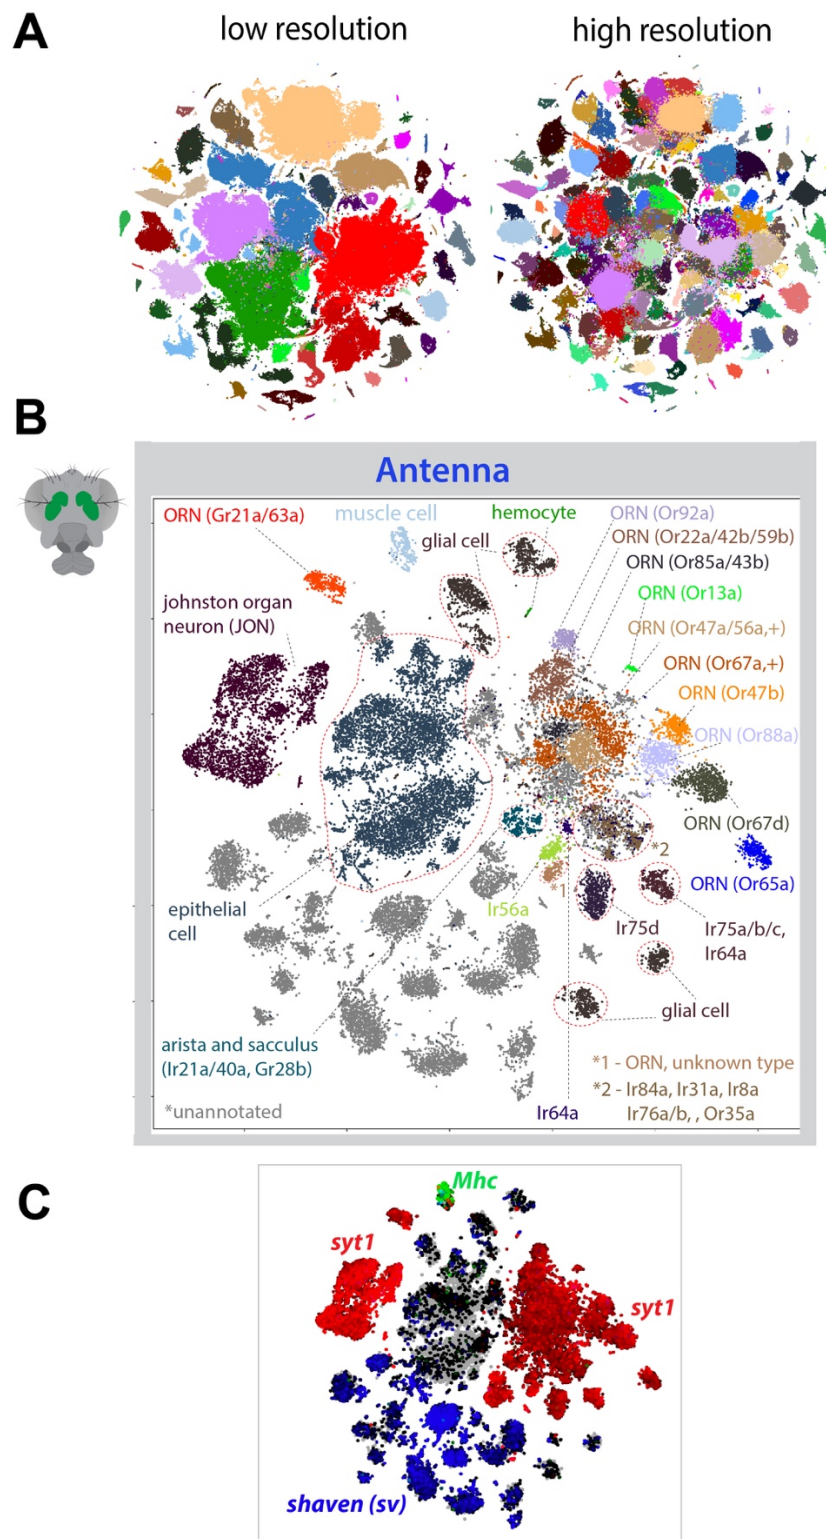 A
low resolution
high resolution
B
Antenna
ORN (Gr21a/63a)
muscle cell
hemocyte
ORN (Or92a)
glial cell
ORN (Or22a/42b/59b)
ORN (Or85a/43b)
johnston organ
neuron (JON)
ORN (Or13a)
ORN (Or47a/56a,+)
ORN (Or67a,+)
ORN (Or47b)
ORN (Or88a)
ORN (Or67d)
*2
ORN (Or65a)
*1
epithelial
cell
Ir56a
Ir75d
Ir75a/b/c,
Ir64a
glial cell
arista and sacculus
(Ir21a/40a, Gr28b)
*1 - ORN, unknown type
*2 - Ir84a, Ir31a, Ir8a
Ir76a/b, , Or35a
*unannotated
Ir64a
C
Mhc
syt1
syt1
shaven (sv)